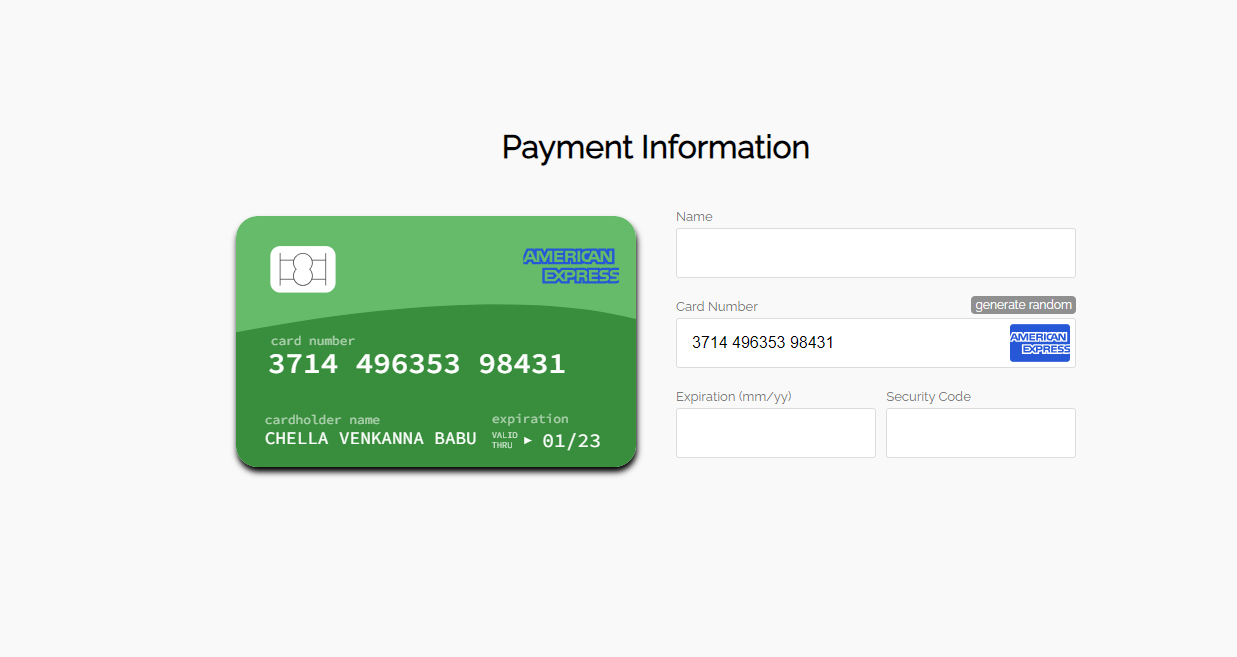 Payment Information
AMERICAN
EXPRESS
card number
3714 496353 98431
cardholder name
CHELLA VENKANNA BABU
expiration
VALID
THRU
01/23
Name
Card Number
generate random
3714 496353 98431
AMERICAN
EXPRESS
Expiration (mm/yy)
Security Code